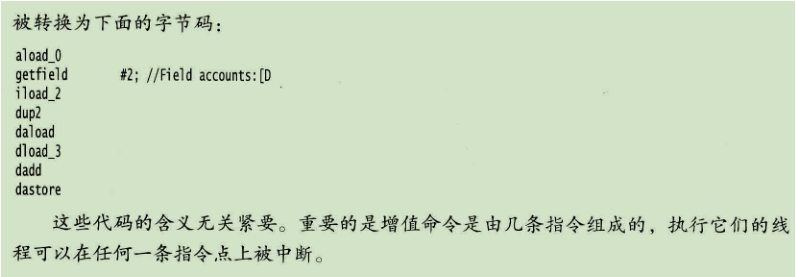 被转换为下面的字节码：
aload_0
getfield #2; //Field accounts:[D
iload_2
dup2
daload
dload_3
dadd
dastore
这些代码的含义无关紧要。重要的是增值命令是由几条指令组成的，执行它们的线
程可以在任何一条指令点上被中断。